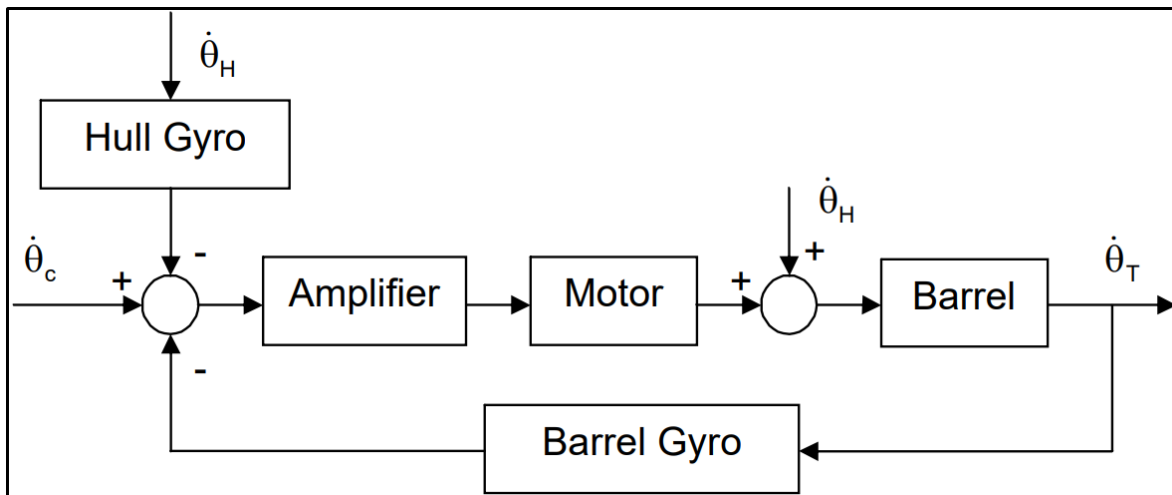 θ̇H
Hull Gyro
θ̇H
θ̇c
-
+
+
θ̇T
Amplifier
Motor
+
Barrel
-
Barrel Gyro